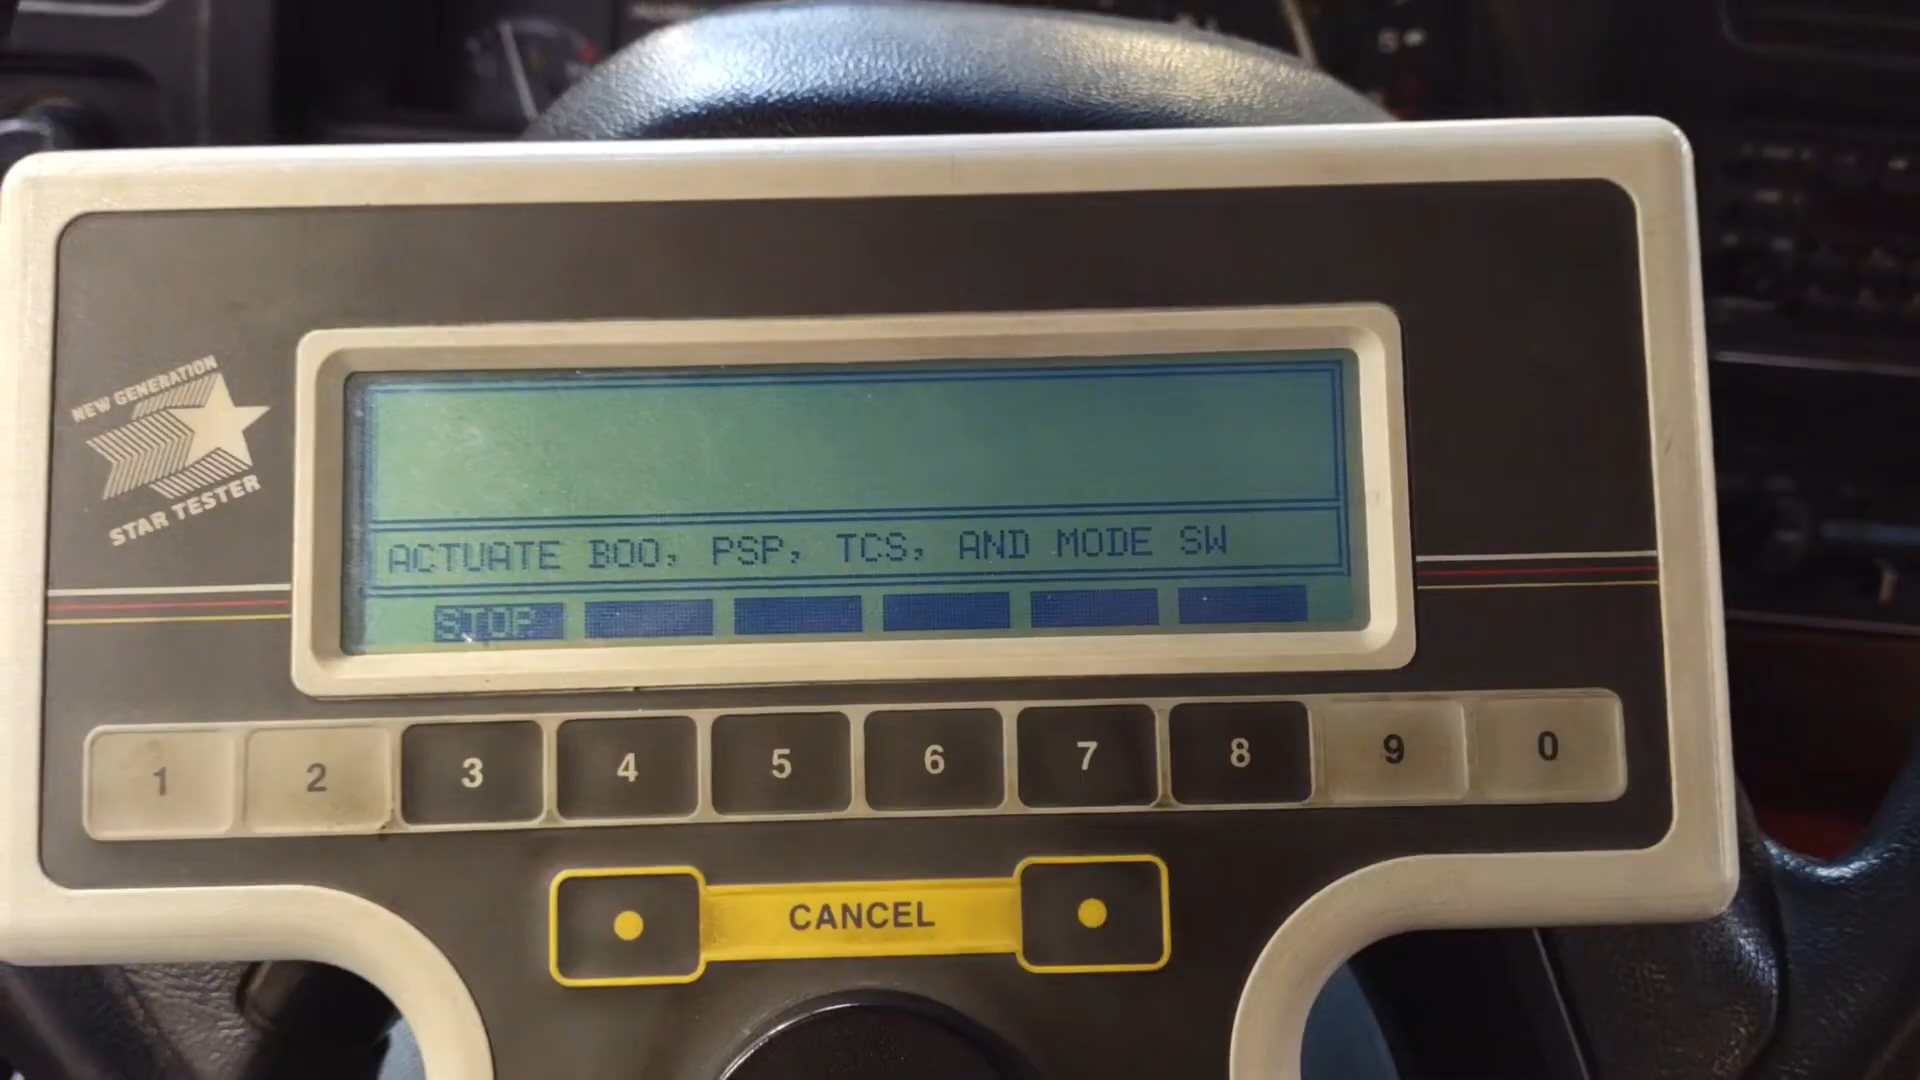 NEW GENERATION
STAR TESTER
ACTUATE BOO, PSP, TCS, AND MODE SW
STOP
1 2 3 4 5 6 7 8 9 0
CANCEL